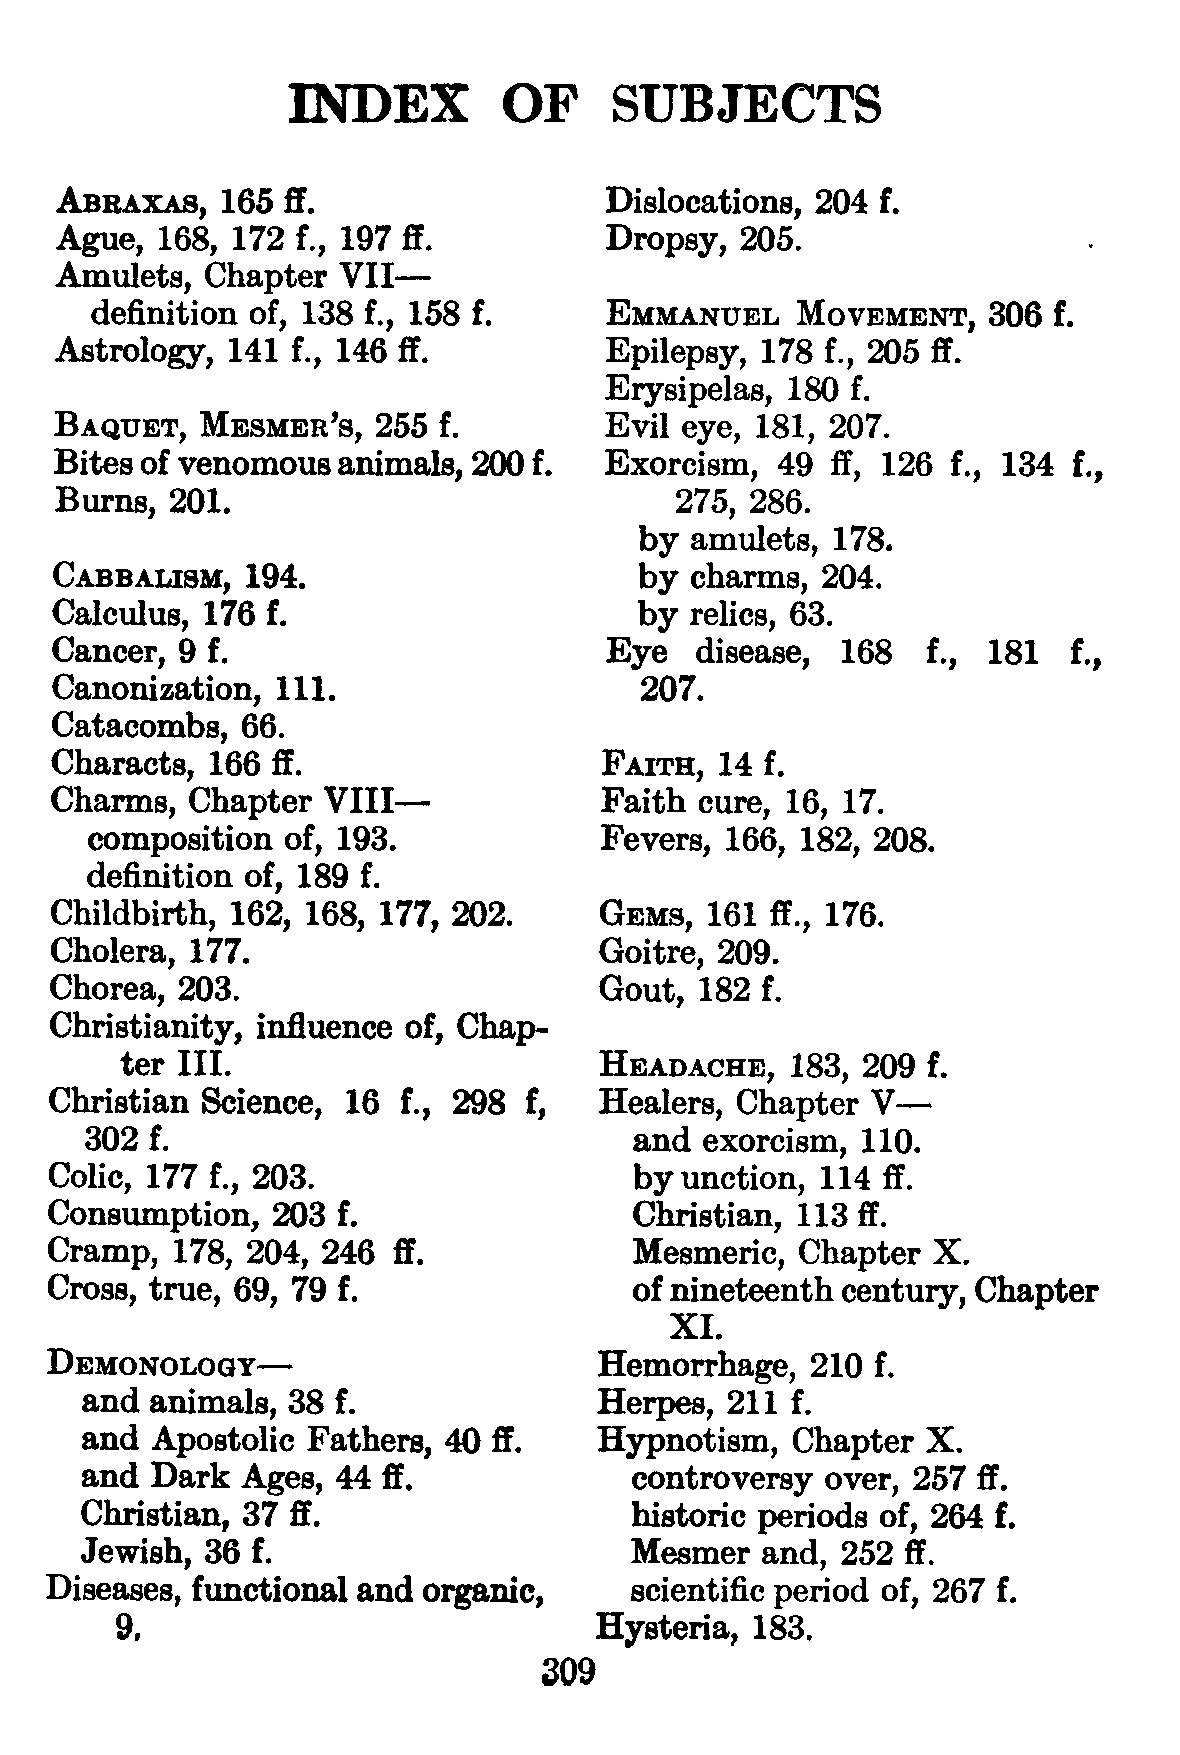 INDEX OF SUBJECTS
ABRAXAS, 165 ff.
Ague, 168, 172 f., 197 ff.
Amulets, Chapter VII—
definition of, 138 f., 158 f.
Astrology, 141 f., 146 ff.
BAQUET, MESMER'S, 255 f.
Bites of venomous animals, 200 f.
Burns, 201.
CABBALISM, 194.
Calculus, 176 f.
Cancer, 9 f.
Canonization, 111.
Catacombs, 66.
Characts, 166 ff.
Charms, Chapter VIII—
composition of, 193.
definition of, 189 f.
Childbirth, 162, 168, 177, 202.
Cholera, 177.
Chorea, 203.
Christianity, influence of, Chap-
ter III.
Christian Science, 16 f., 298 f,
302 f.
Colic, 177 f., 203.
Consumption, 203 f.
Cramp, 178, 204, 246 ff.
Cross, true, 69, 79 f.
DEMONOLOGY—
and animals, 38 f.
and Apostolic Fathers, 40 ff.
and Dark Ages, 44 ff.
Christian, 37 ff.
Jewish, 36 f.
Diseases, functional and organic,
9.
Dislocations, 204 f.
Dropsy, 205.
EMMANUEL MOVEMENT, 306 f.
Epilepsy, 178 f., 205 ff.
Erysipelas, 180 f.
Evil eye, 181, 207.
Exorcism, 49 ff, 126 f., 134 f.,
275, 286.
by amulets, 178.
by charms, 204.
by relics, 63.
Eye disease, 168 f., 181 f.,
207.
FAITH, 14 f.
Faith cure, 16, 17.
Fevers, 166, 182, 208.
GEMS, 161 ff., 176.
Goitre, 209.
Gout, 182 f.
HEADACHE, 183, 209 f.
Healers, Chapter V—
and exorcism, 110.
by unction, 114 ff.
Christian, 113 ff.
Mesmeric, Chapter X.
of nineteenth century, Chapter
XI.
Hemorrhage, 210 f.
Herpes, 211 f.
Hypnotism, Chapter X.
controversy over, 257 ff.
historic periods of, 264 f.
Mesmer and, 252 ff.
scientific period of, 267 f.
Hysteria, 183.
309